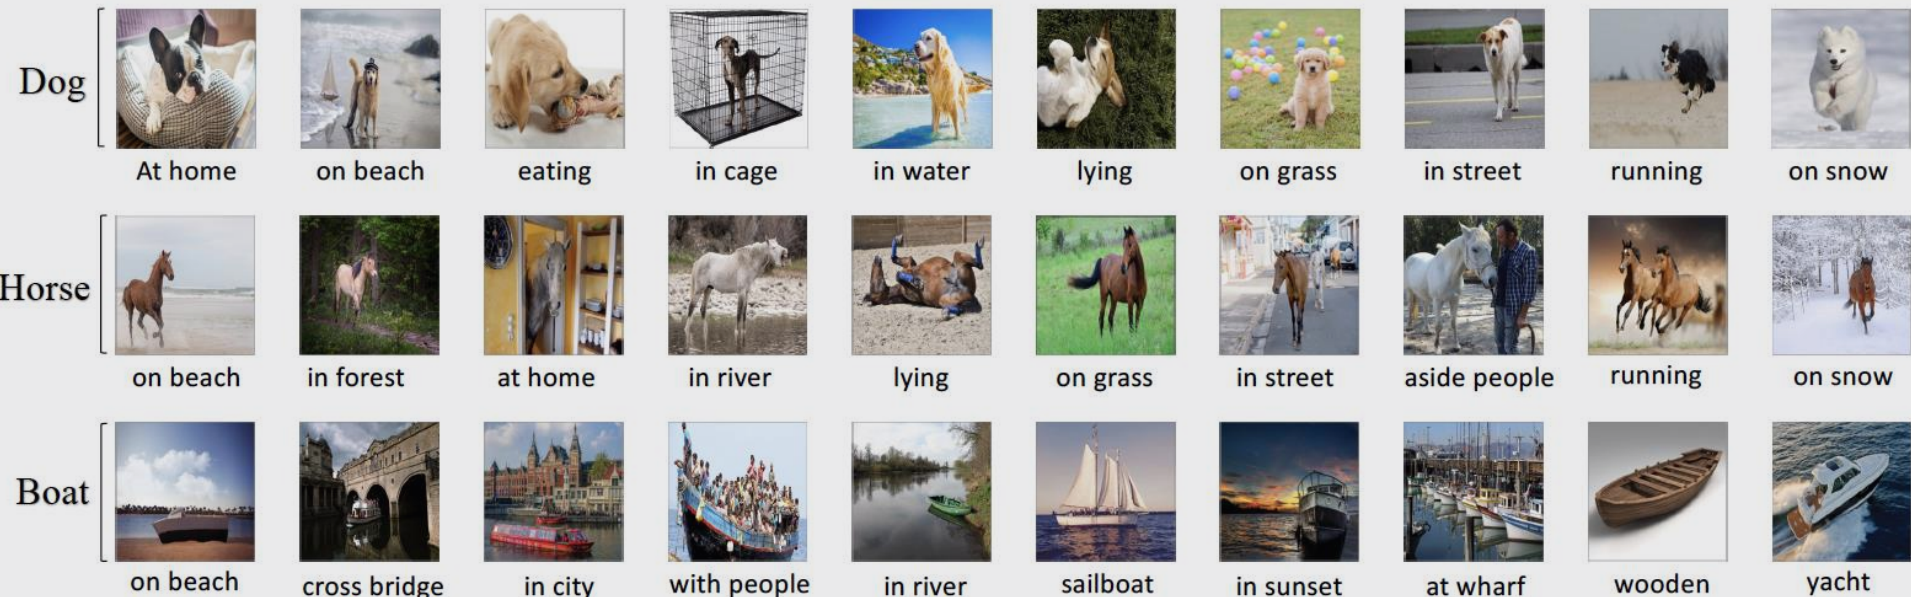 Dog
At home on beach eating in cage in water lying on grass in street running on snow
Horse
on beach in forest at home in river lying on grass in street aside people running on snow
Boat
on beach cross bridge in city with people in river sailboat in sunset at wharf wooden yacht